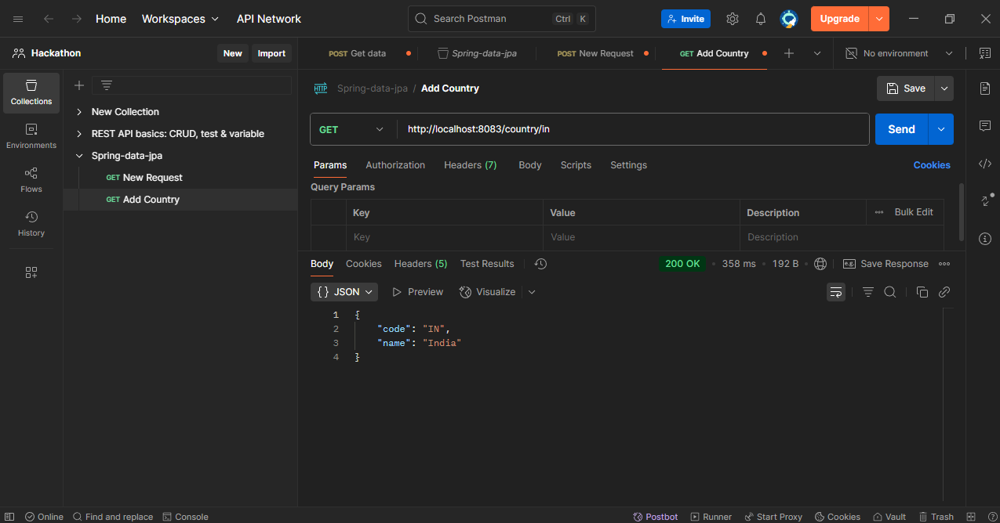 Home Workspaces API Network Search Postman Ctrl K Invite Upgrade
Hackathon New Import
POST Get data Spring-data-jpa POST New Request GET Add Country No environment
Collections
Environments
Flows
History
New Collection
REST API basics: CRUD, test & variable
Spring-data-jpa
GET New Request
GET Add Country
HTTP Spring-data-jpa / Add Country Save
GET http://localhost:8083/country/in Send
Params Authorization Headers (7) Body Scripts Settings Cookies
Query Params
Key Value Description Bulk Edit
Key Value Description
Body Cookies Headers (5) Test Results 200 OK 358 ms 192 B e.g. Save Response
{} JSON Preview Visualize
1 {
2 "code": "IN",
3 "name": "India"
4 }
Online Find and replace Console Postbot Runner Start Proxy Cookies Vault Trash